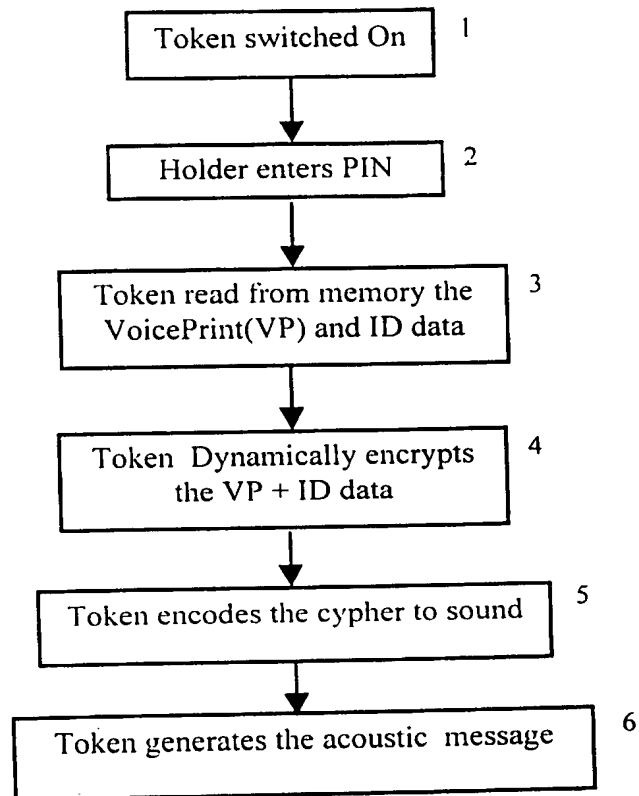 Token switched On 1
Holder enters PIN 2
Token read from memory the 3
VoicePrint(VP) and ID data
Token Dynamically encrypts 4
the VP + ID data
Token encodes the cypher to sound 5
Token generates the acoustic message 6